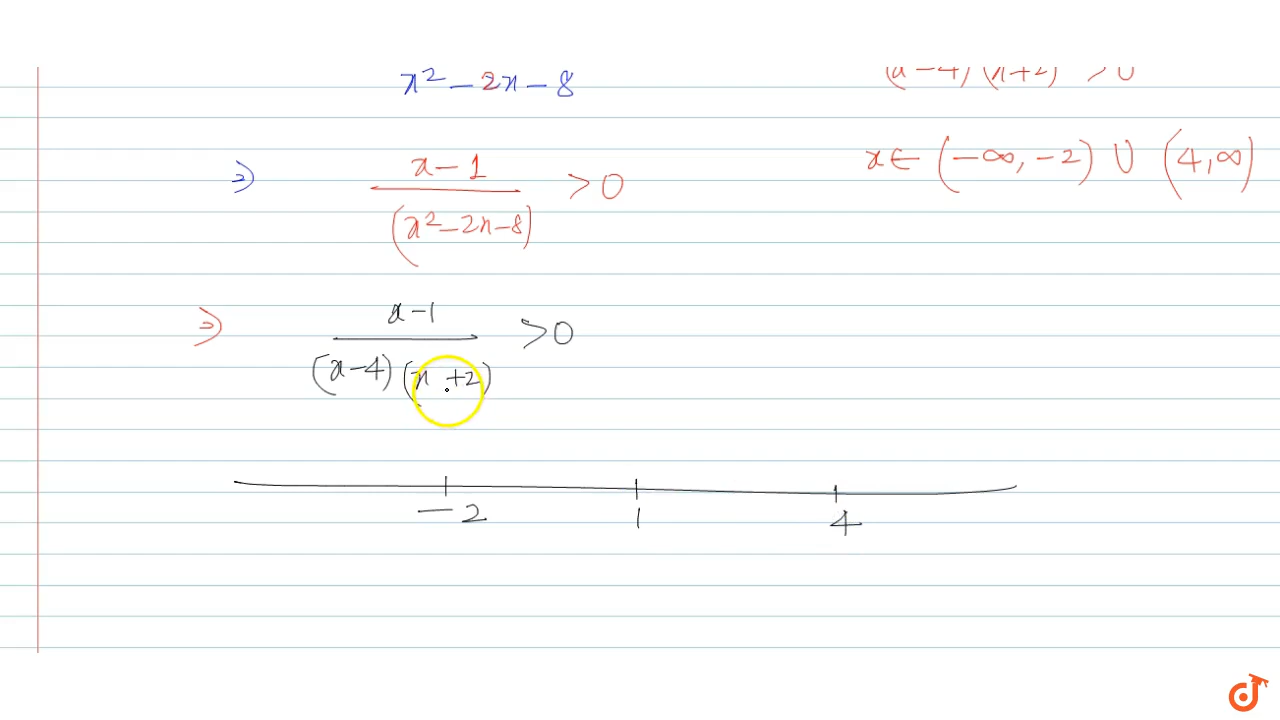 x² - 2x - 8
(x-4) (x+2) > 0
⇒ x-1 / (x² - 2x - 8) > 0
x ∈ (-∞, -2) ∪ (4, ∞)
⇒ x-1 / (x-4) (x+2) > 0
-2 1 4